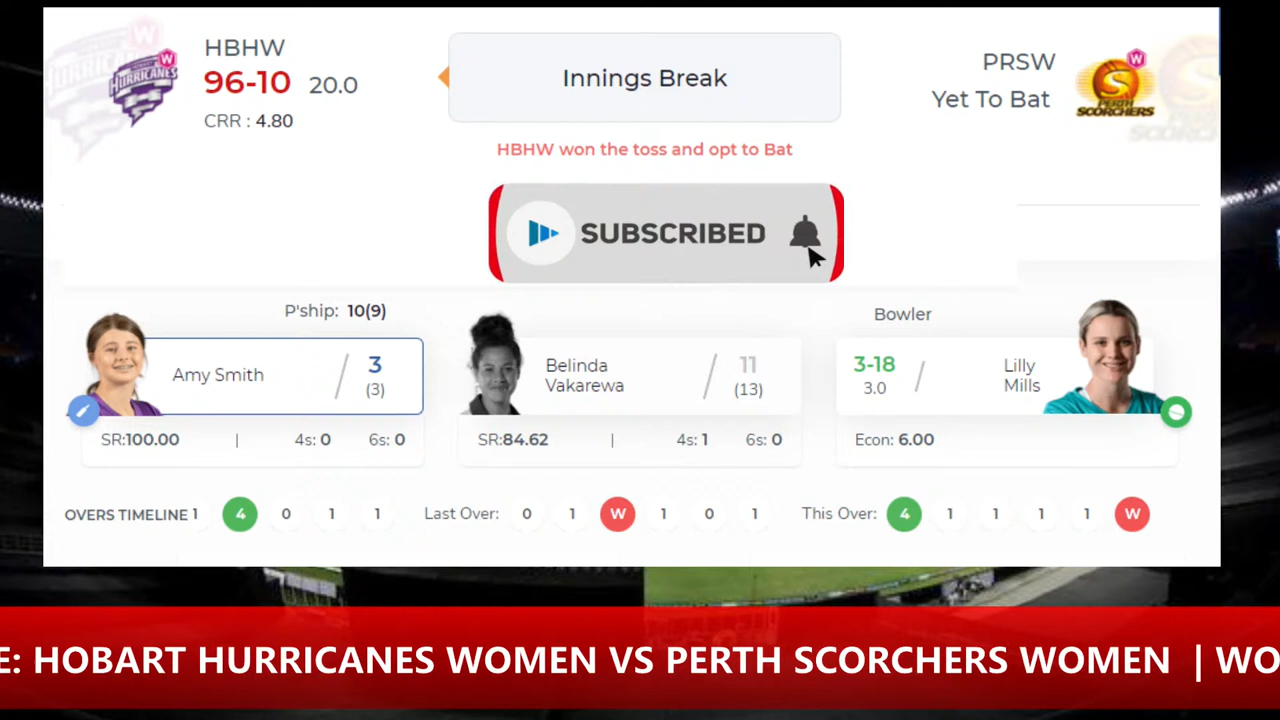 HBHW
96-10 20.0
CRR : 4.80
Innings Break
PRSW
Yet To Bat
HURRICANES
W
W
PERTH
SCORCHERS
HBHW won the toss and opt to Bat
SUBSCRIBED
P'ship: 10(9)
Bowler
Amy Smith / 3 (3)
Belinda Vakarewa / 11 (13)
3-18 3.0 / Lilly Mills
SR:100.00 | 4s: 0 6s: 0
SR:84.62 | 4s: 1 6s: 0
Econ: 6.00
OVERS TIMELINE 1 4 0 1 1 Last Over: 0 1 W 1 0 1 This Over: 4 1 1 1 1 W
E: HOBART HURRICANES WOMEN VS PERTH SCORCHERS WOMEN | WO